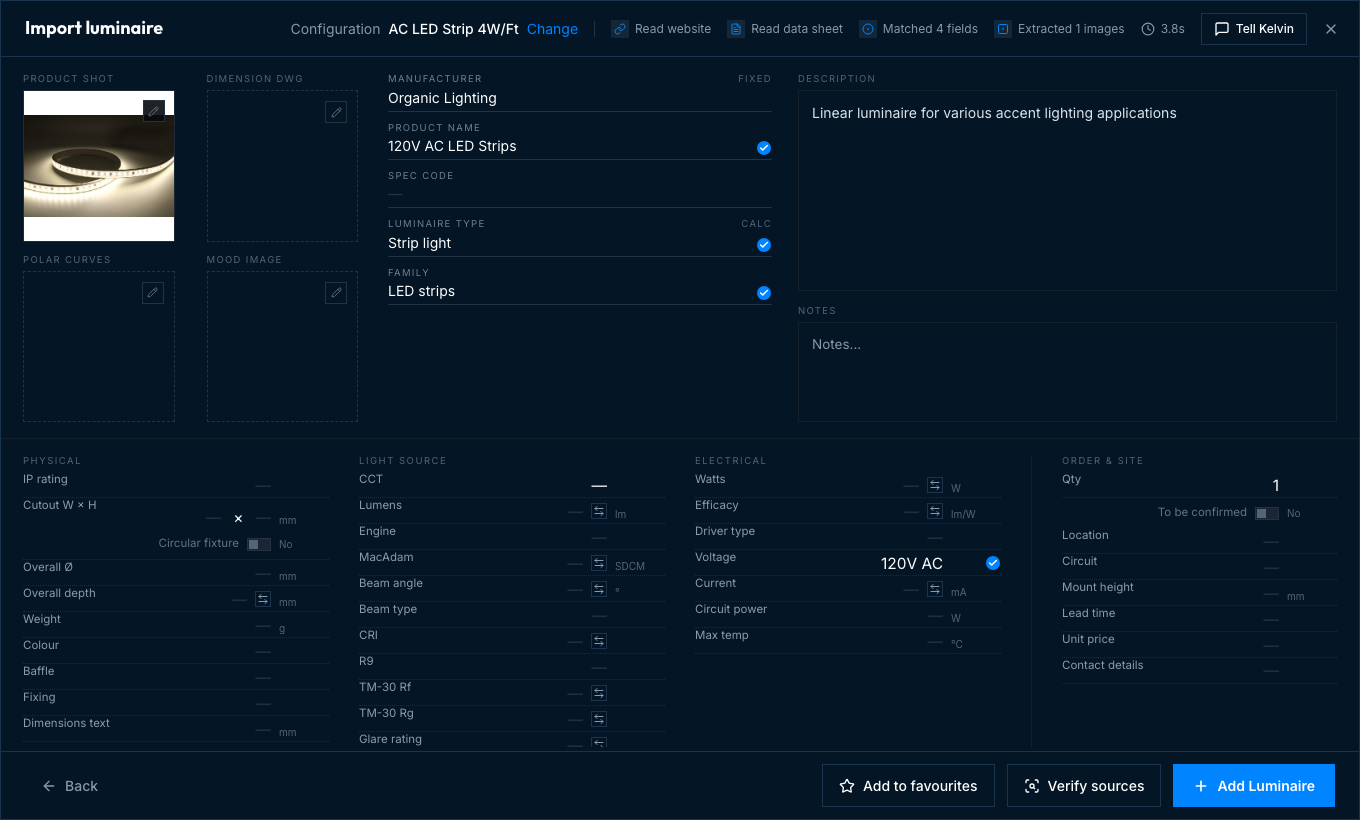 Import luminaire
Configuration AC LED Strip 4W/Ft Change
Read website
Read data sheet
Matched 4 fields
Extracted 1 images
3.8s
Tell Kelvin
PRODUCT SHOT
DIMENSION DWG
POLAR CURVES
MOOD IMAGE
MANUFACTURER FIXED
Organic Lighting
PRODUCT NAME
120V AC LED Strips
SPEC CODE
—
LUMINAIRE TYPE CALC
Strip light
FAMILY
LED strips
DESCRIPTION
Linear luminaire for various accent lighting applications
NOTES
Notes...
PHYSICAL
IP rating —
Cutout W × H
— × — mm
Circular fixture No
Overall Ø — mm
Overall depth — mm
Weight — g
Colour —
Baffle —
Fixing —
Dimensions text — mm
LIGHT SOURCE
CCT —
Lumens — lm
Engine —
MacAdam — SDCM
Beam angle — °
Beam type —
CRI —
R9 —
TM-30 Rf —
TM-30 Rg —
Glare rating —
ELECTRICAL
Watts — W
Efficacy — lm/W
Driver type —
Voltage 120V AC
Current — mA
Circuit power — W
Max temp — °C
ORDER & SITE
Qty 1
To be confirmed No
Location —
Circuit —
Mount height — mm
Lead time —
Unit price —
Contact details —
Back
Add to favourites
Verify sources
Add Luminaire